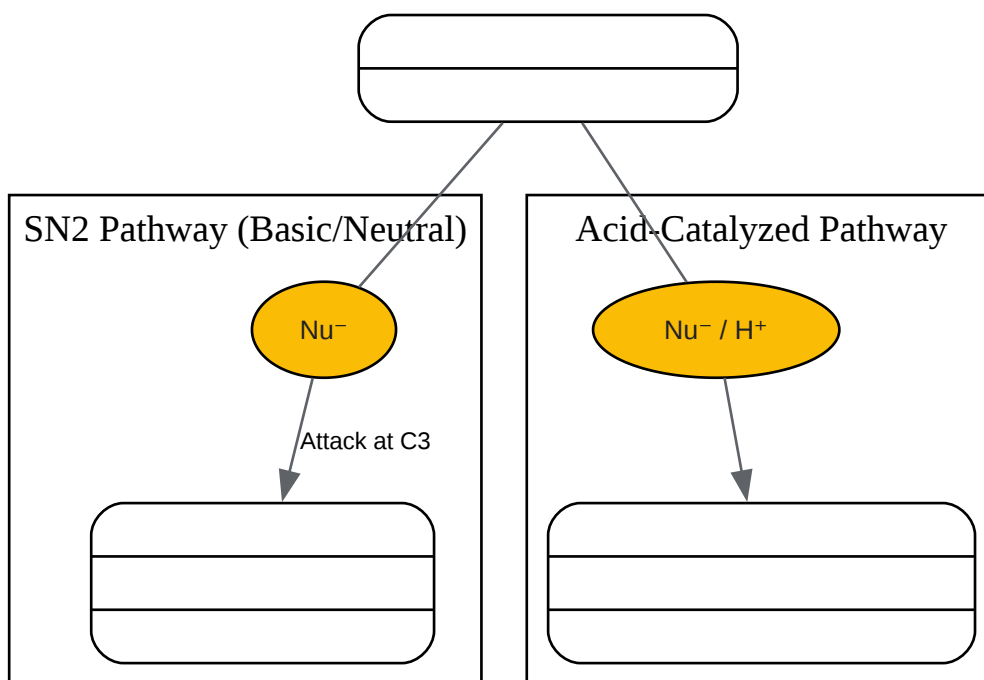 SN2 Pathway (Basic/Neutral)
Acid-Catalyzed Pathway
Nu⁻
Nu⁻ / H⁺
Attack at C3